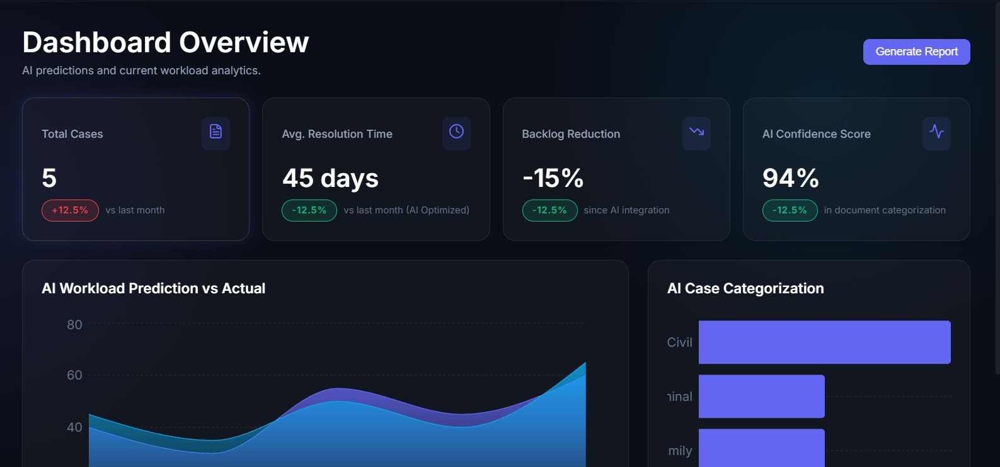 Dashboard Overview
AI predictions and current workload analytics.
Generate Report
Total Cases
5
+12.5% vs last month
Avg. Resolution Time
45 days
-12.5% vs last month (AI Optimized)
Backlog Reduction
-15%
-12.5% since AI integration
AI Confidence Score
94%
-12.5% in document categorization
AI Workload Prediction vs Actual
80
60
40
AI Case Categorization
Civil
ninal
mily